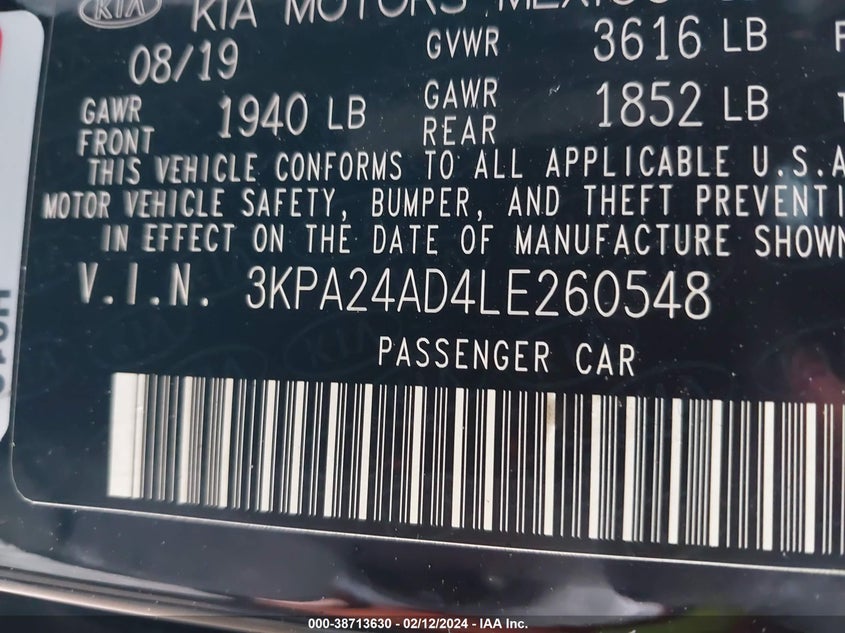 KIA KIA MOTORS MEXICO
08/19 GVWR 3616 LB
GAWR FRONT 1940 LB GAWR REAR 1852 LB
THIS VEHICLE CONFORMS TO ALL APPLICABLE U.S.A
MOTOR VEHICLE SAFETY, BUMPER, AND THEFT PREVENTI
IN EFFECT ON THE DATE OF MANUFACTURE SHOWN
V.I.N. 3KPA24AD4LE260548
PASSENGER CAR
000-38713630 - 02/12/2024 - IAA Inc.